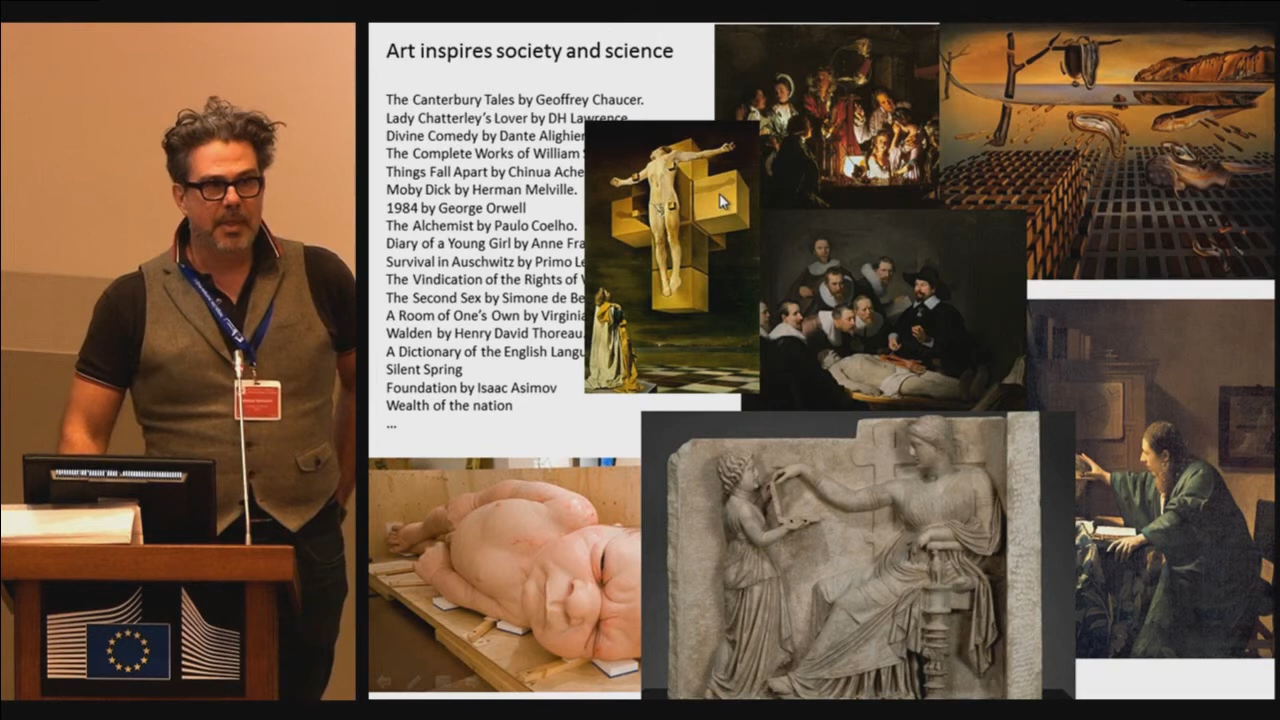 Art inspires society and science
The Canterbury Tales by Geoffrey Chaucer.
Lady Chatterley's Lover by DH Lawrence
Divine Comedy by Dante Alighier
The Complete Works of William
Things Fall Apart by Chinua Ache
Moby Dick by Herman Melville.
1984 by George Orwell
The Alchemist by Paulo Coelho.
Diary of a Young Girl by Anne Fra
Survival in Auschwitz by Primo Le
The Vindication of the Rights of
The Second Sex by Simone de Be
A Room of One's Own by Virginia
Walden by Henry David Thoreau.
A Dictionary of the English Langu
Silent Spring
Foundation by Isaac Asimov
Wealth of the nation
...